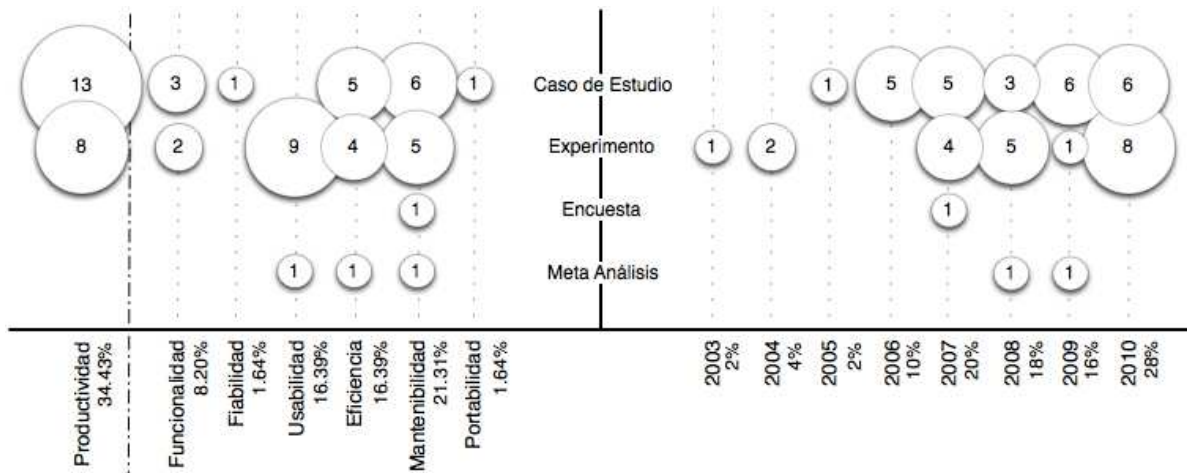 13 3 1 5 6 1 Caso de Estudio 1 5 5 3 6 6
8 2 9 4 5 Experimento 1 2 4 5 1 8
1 Encuesta 1
1 1 1 Meta Análisis 1 1
Productividad
34.43%
Funcionalidad
8.20%
Fiabilidad
1.64%
Usabilidad
16.39%
Eficiencia
16.39%
Mantenibilidad
21.31%
Portabilidad
1.64%
2003
2%
2004
4%
2005
2%
2006
10%
2007
20%
2008
18%
2009
16%
2010
28%